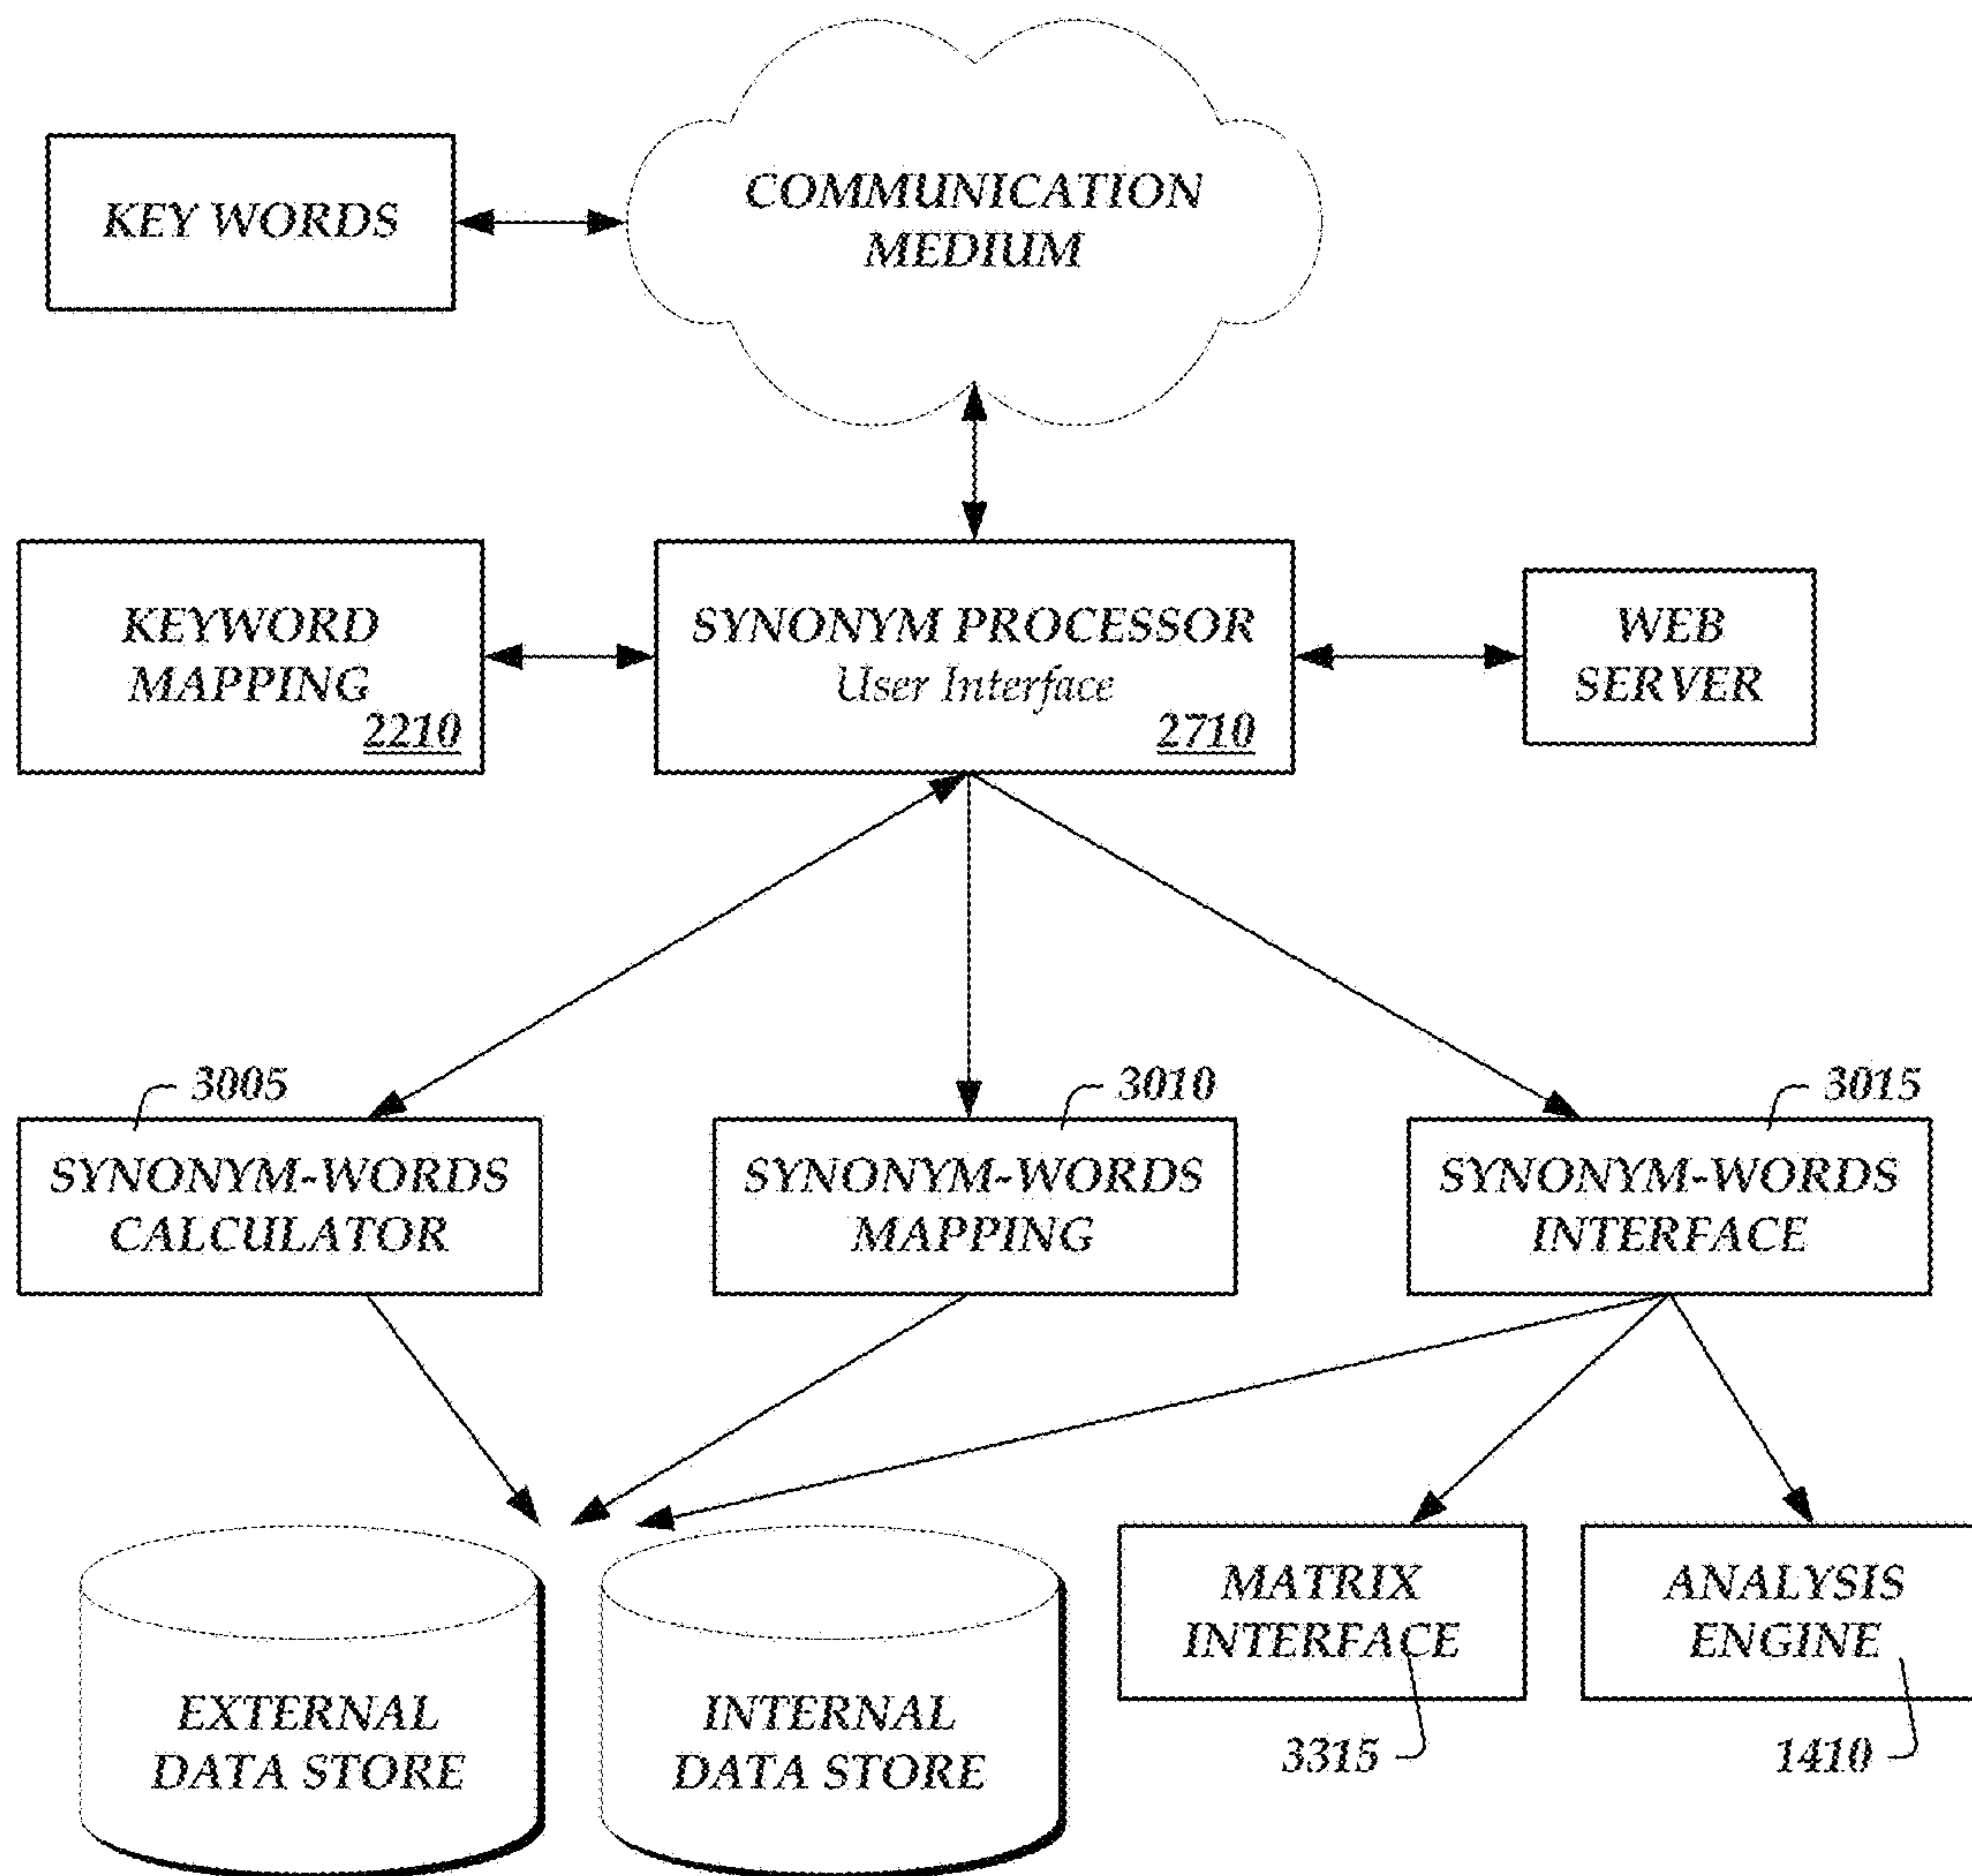 COMMUNICATION
MEDIUM
KEY WORDS
KEYWORD
MAPPING
2210
SYNONYM PROCESSOR
User Interface
2710
WEB
SERVER
3005
SYNONYM-WORDS
CALCULATOR
3010
SYNONYM-WORDS
MAPPING
3015
SYNONYM-WORDS
INTERFACE
EXTERNAL
DATA STORE
INTERNAL
DATA STORE
MATRIX
INTERFACE
3315
ANALYSIS
ENGINE
1410